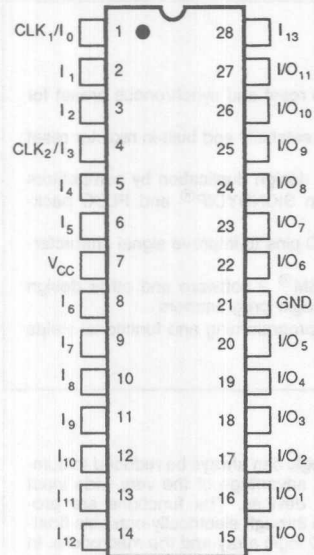 CLK1/I0 1 28 I13
I1 2 27 I/O11
I2 3 26 I/O10
CLK2/I3 4 25 I/O9
I4 5 24 I/O8
I5 6 23 I/O7
VCC 7 22 I/O6
I6 8 21 GND
I7 9 20 I/O5
I8 10 19 I/O4
I9 11 18 I/O3
I10 12 17 I/O2
I11 13 16 I/O1
I12 14 15 I/O0